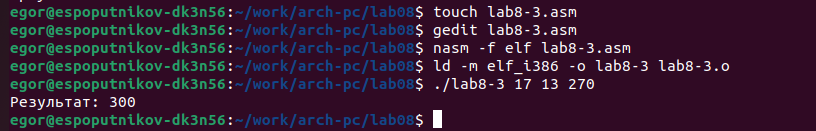 egor@espoputnikov-dk3n56:~/work/arch-pc/lab08$ touch lab8-3.asm
egor@espoputnikov-dk3n56:~/work/arch-pc/lab08$ gedit lab8-3.asm
egor@espoputnikov-dk3n56:~/work/arch-pc/lab08$ nasm -f elf lab8-3.asm
egor@espoputnikov-dk3n56:~/work/arch-pc/lab08$ ld -m elf_i386 -o lab8-3 lab8-3.o
egor@espoputnikov-dk3n56:~/work/arch-pc/lab08$ ./lab8-3 17 13 270
Результат: 300
egor@espoputnikov-dk3n56:~/work/arch-pc/lab08$